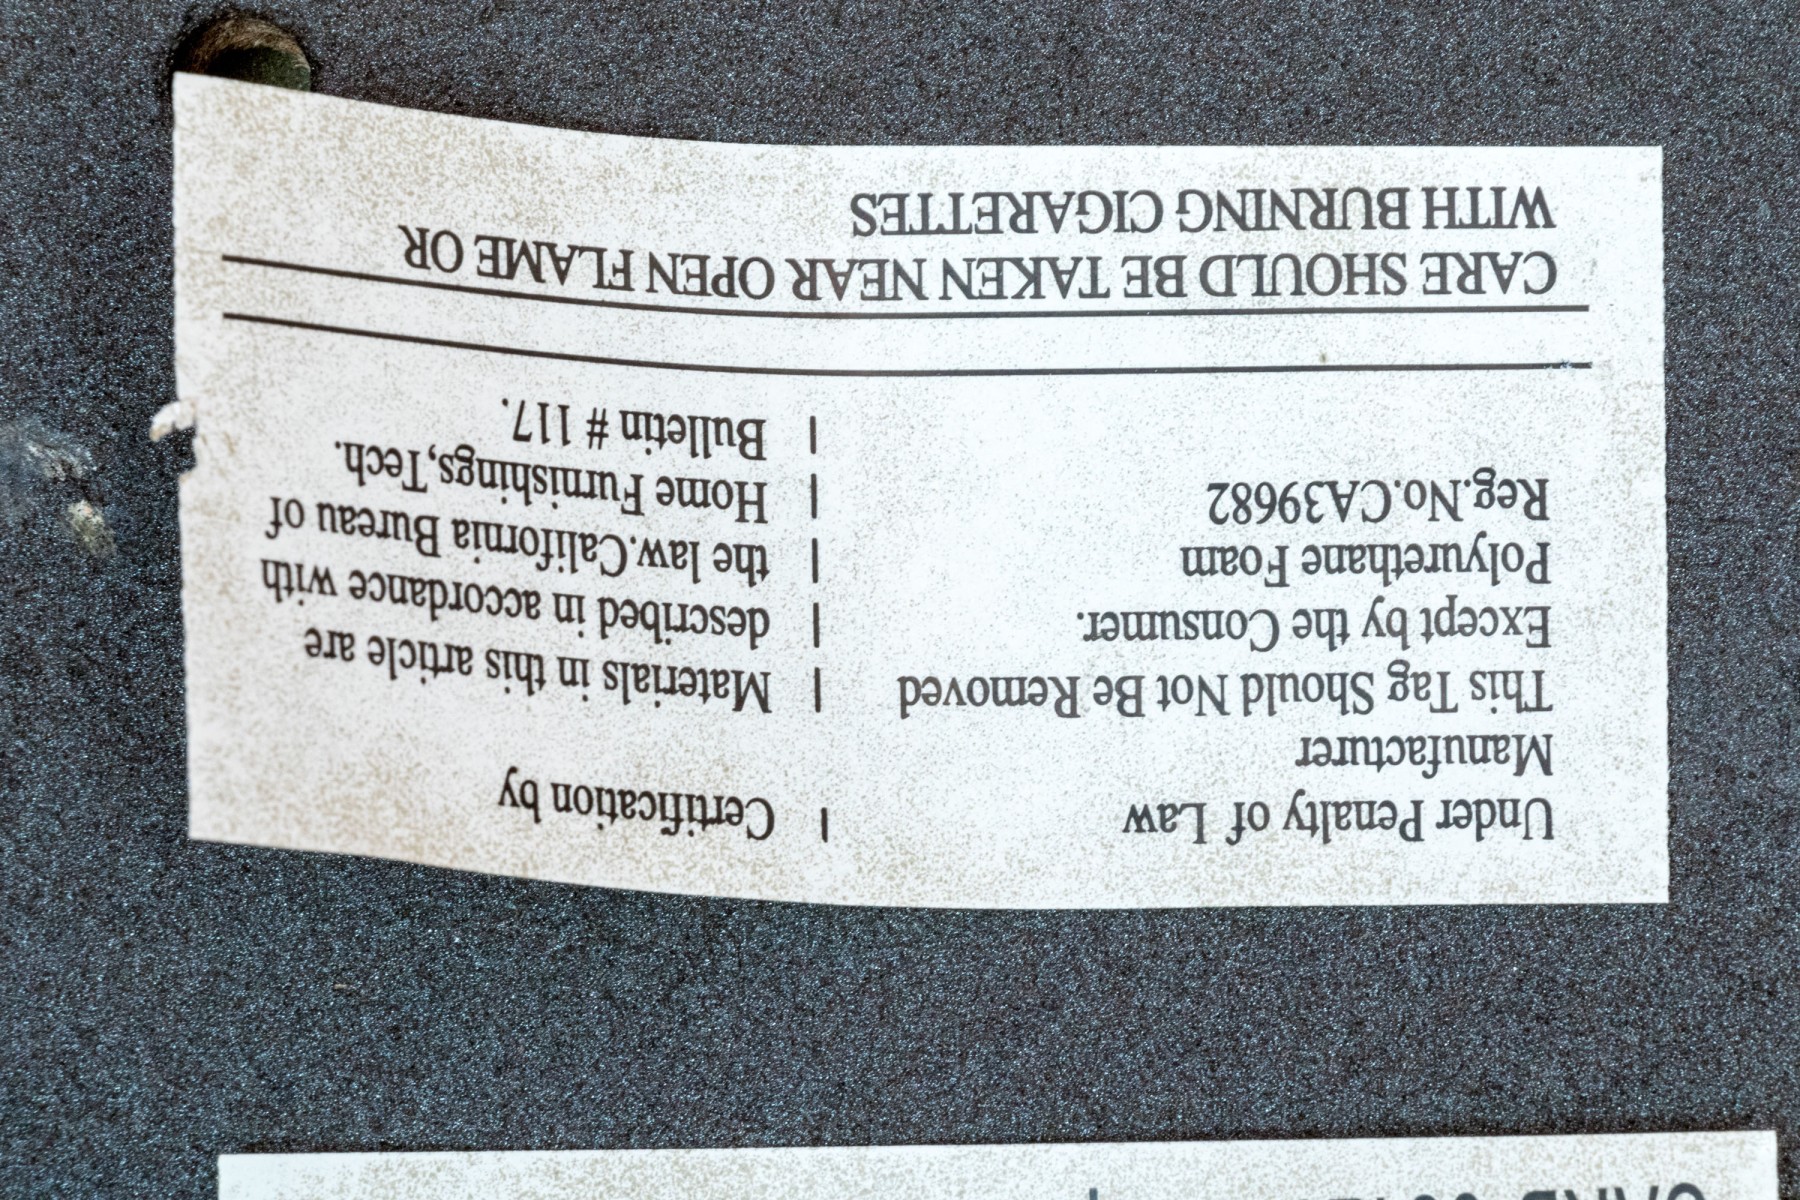 Under Penalty of Law | Certification by
Manufacturer
This Tag Should Not Be Removed | Materials in this article are
Except by the Consumer. | described in accordance with
Polyurethane Foam | the law.California Bureau of
Reg.No.CA39682 | Home Furnishings,Tech.
| Bulletin # 117.
CARE SHOULD BE TAKEN NEAR OPEN FLAME OR
WITH BURNING CIGARETTES